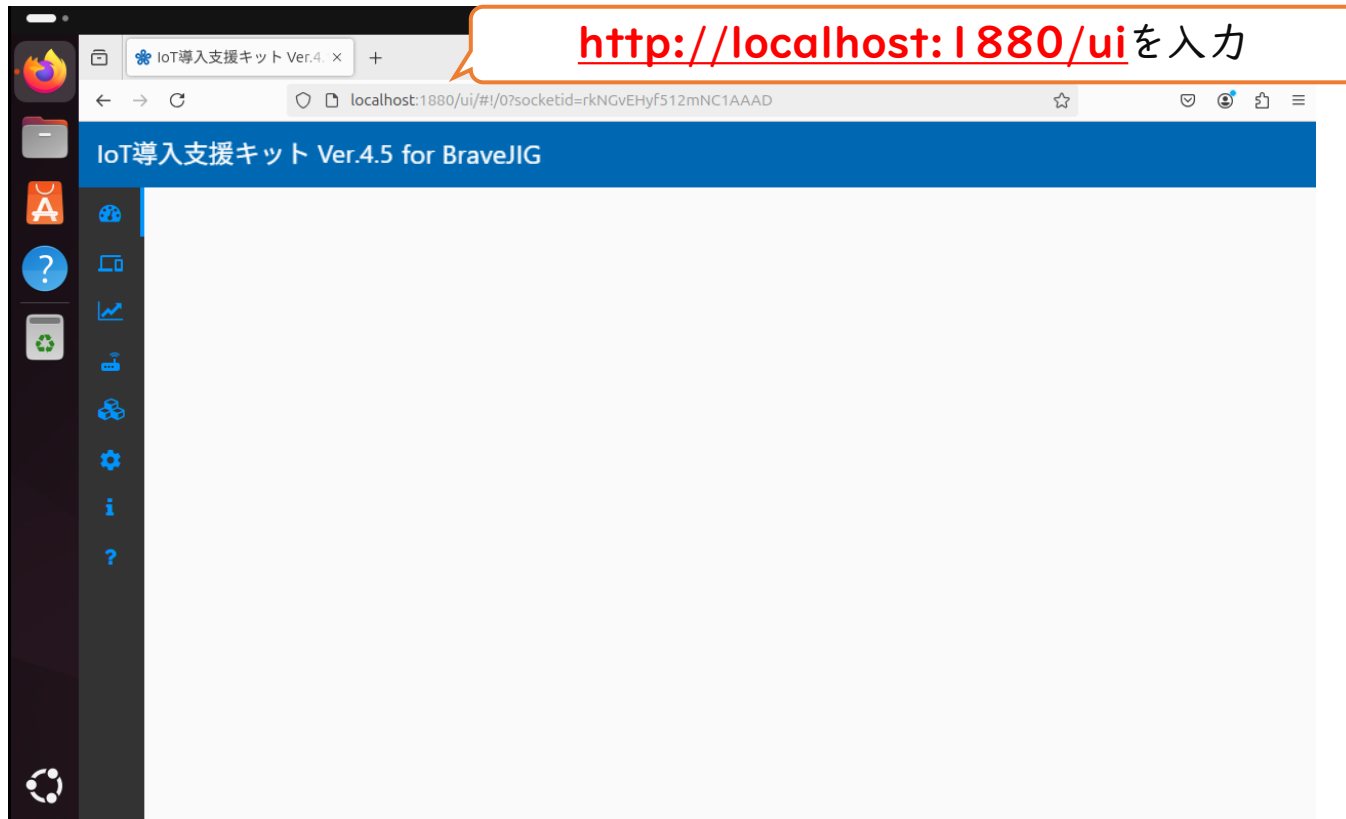 http://localhost:1880/uiを入力
IoT導入支援キット Ver.4.
localhost:1880/ui/#!/0?socketid=rkNGvEHyf512mNC1AAAD
IoT導入支援キット Ver.4.5 for BraveJIG